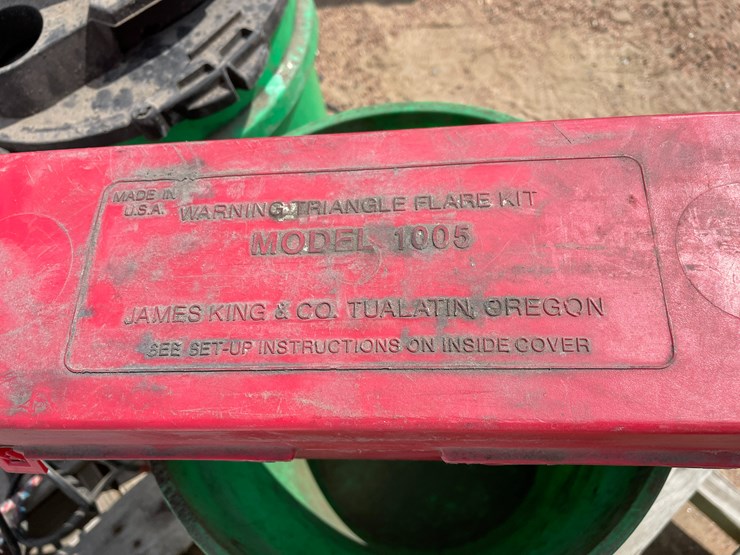 MADE IN
U.S.A.
WARNING TRIANGLE FLARE KIT
MODEL 1005
JAMES KING & CO. TUALATIN, OREGON
SEE SET-UP INSTRUCTIONS ON INSIDE COVER